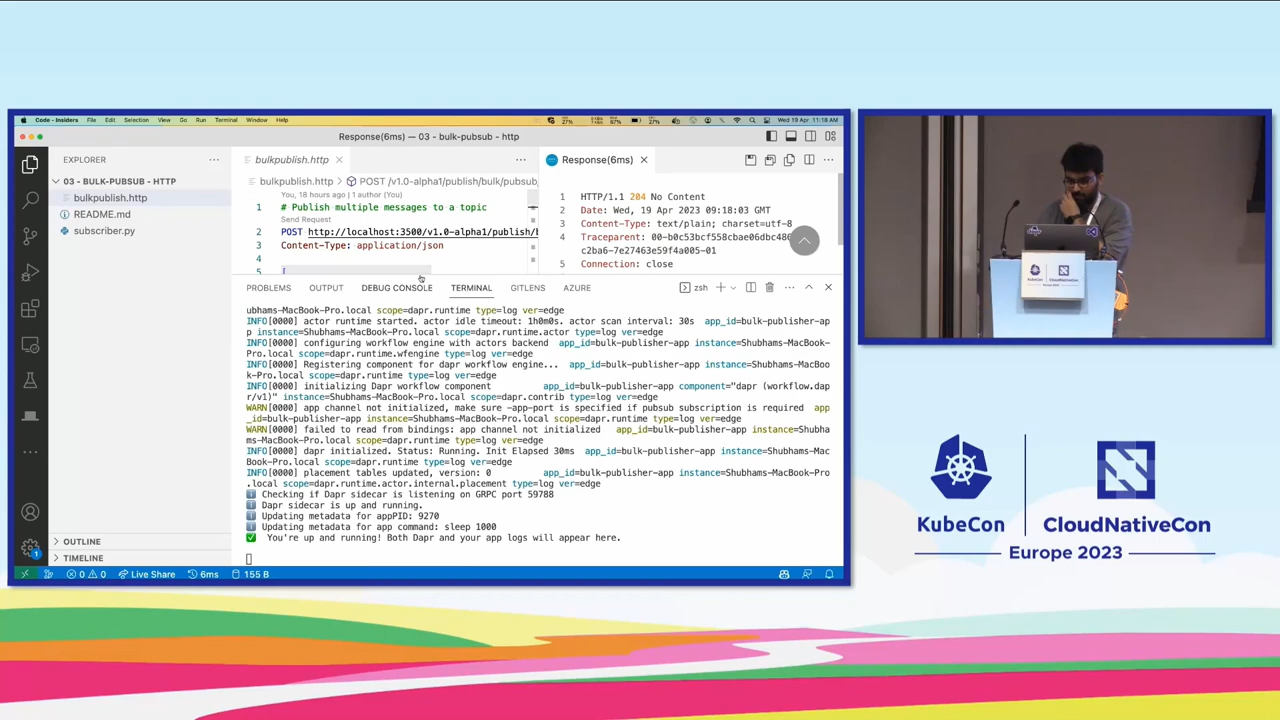 Code - Insiders File Edit Selection View Go Run Terminal Window Help
Wed 19 Apr 11:18 AM
Response(6ms) — 03 - bulk-pubsub - http
EXPLORER
03 - BULK-PUBSUB - HTTP
bulkpublish.http
README.md
subscriber.py
OUTLINE
TIMELINE
bulkpublish.http
bulkpublish.http > POST /v1.0-alpha1/publish/bulk/pubsub,
You, 18 hours ago | 1 author (You)
1 # Publish multiple messages to a topic
Send Request
2 POST http://localhost:3500/v1.0-alpha1/publish/b
3 Content-Type: application/json
4
5 [
Response(6ms)
1 HTTP/1.1 204 No Content
2 Date: Wed, 19 Apr 2023 09:18:03 GMT
3 Content-Type: text/plain; charset=utf-8
4 Traceparent: 00-b0c53bcf558cbae06dbc486
c2ba6-7e27463e59f4a005-01
5 Connection: close
PROBLEMS OUTPUT DEBUG CONSOLE TERMINAL GITLENS AZURE
zsh
ubhams-MacBook-Pro.local scope=dapr.runtime type=log ver=edge
INFO[0000] actor runtime started. actor idle timeout: 1h0m0s. actor scan interval: 30s app_id=bulk-publisher-ap
p instance=Shubhams-MacBook-Pro.local scope=dapr.runtime.actor type=log ver=edge
INFO[0000] configuring workflow engine with actors backend app_id=bulk-publisher-app instance=Shubhams-MacBook-
Pro.local scope=dapr.runtime.wfengine type=log ver=edge
INFO[0000] Registering component for dapr workflow engine... app_id=bulk-publisher-app instance=Shubhams-MacBoo
k-Pro.local scope=dapr.runtime type=log ver=edge
INFO[0000] initializing Dapr workflow component app_id=bulk-publisher-app component="dapr (workflow.dap
r/v1)" instance=Shubhams-MacBook-Pro.local scope=dapr.contrib type=log ver=edge
WARN[0000] app channel not initialized, make sure -app-port is specified if pubsub subscription is required app
_id=bulk-publisher-app instance=Shubhams-MacBook-Pro.local scope=dapr.runtime type=log ver=edge
WARN[0000] failed to read from bindings: app channel not initialized app_id=bulk-publisher-app instance=Shubha
ms-MacBook-Pro.local scope=dapr.runtime type=log ver=edge
INFO[0000] dapr initialized. Status: Running. Init Elapsed 30ms app_id=bulk-publisher-app instance=Shubhams-Mac
Book-Pro.local scope=dapr.runtime type=log ver=edge
INFO[0000] placement tables updated, version: 0 app_id=bulk-publisher-app instance=Shubhams-MacBook-Pro
.local scope=dapr.runtime.actor.internal.placement type=log ver=edge
Checking if Dapr sidecar is listening on GRPC port 59788
Dapr sidecar is up and running.
Updating metadata for appPID: 9270
Updating metadata for app command: sleep 1000
You're up and running! Both Dapr and your app logs will appear here.
1
0 0 Live Share 6ms 155 B
KubeCon CloudNativeCon
Europe 2023